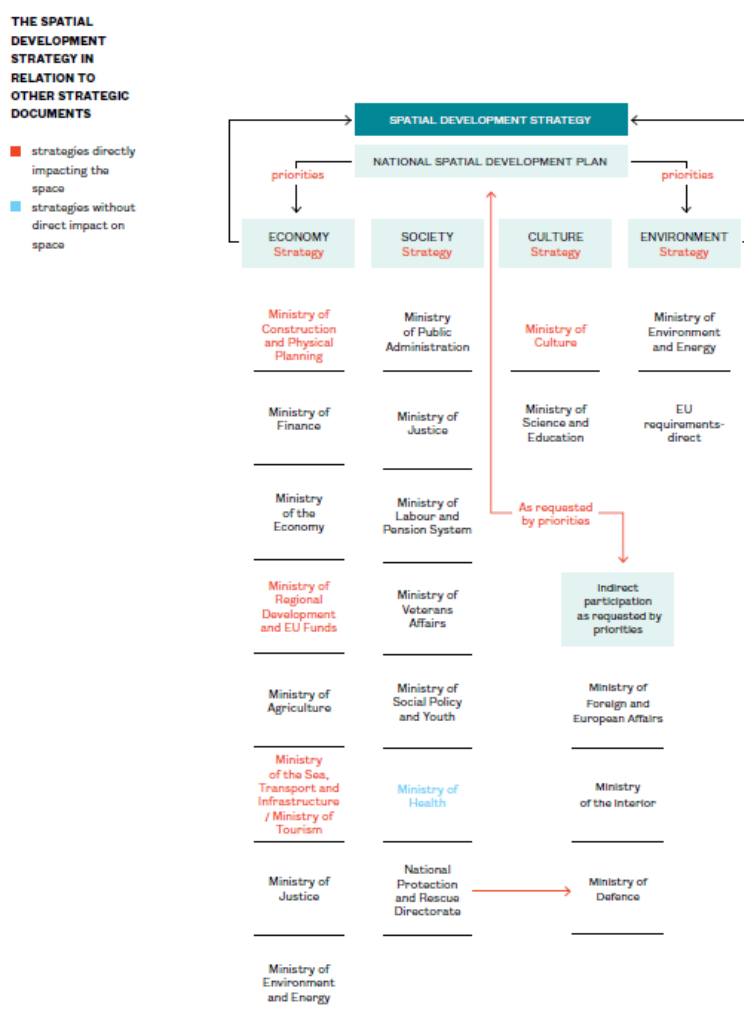 THE SPATIAL
DEVELOPMENT
STRATEGY IN
RELATION TO
OTHER STRATEGIC
DOCUMENTS
strategies directly
impacting the
space
strategies without
direct impact on
space
SPATIAL DEVELOPMENT STRATEGY
NATIONAL SPATIAL DEVELOPMENT PLAN
priorities
priorities
ECONOMY
Strategy
SOCIETY
Strategy
CULTURE
Strategy
ENVIRONMENT
Strategy
Ministry of
Construction
and Physical
Planning
Ministry of
Finance
Ministry
of the
Economy
Ministry of
Regional
Development
and EU Funds
Ministry of
Agriculture
Ministry
of the Sea,
Transport and
Infrastructure
/ Ministry of
Tourism
Ministry of
Justice
Ministry of
Environment
and Energy
Ministry
of Public
Administration
Ministry of
Justice
Ministry of
Labour and
Pension System
Ministry of
Veterans
Affairs
Ministry of
Social Policy
and Youth
Ministry of
Health
National
Protection
and Rescue
Directorate
Ministry of
Culture
Ministry of
Science and
Education
Ministry of
Environment
and Energy
EU
requirements-
direct
As requested
by priorities
Indirect
participation
as requested by
priorities
Ministry of
Foreign and
European Affairs
Ministry
of the Interior
Ministry of
Defence